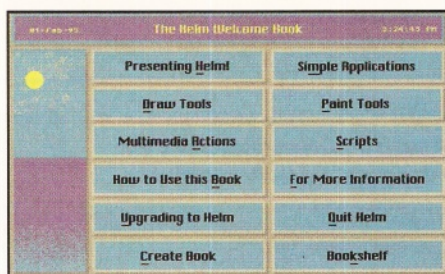 The Helm Welcome Book
Presenting Helm!
Simple Applications
Draw Tools
Paint Tools
Multimedia Actions
Scripts
How to Use this Book
For More Information
Upgrading to Helm
Quit Helm
Create Book
Bookshelf